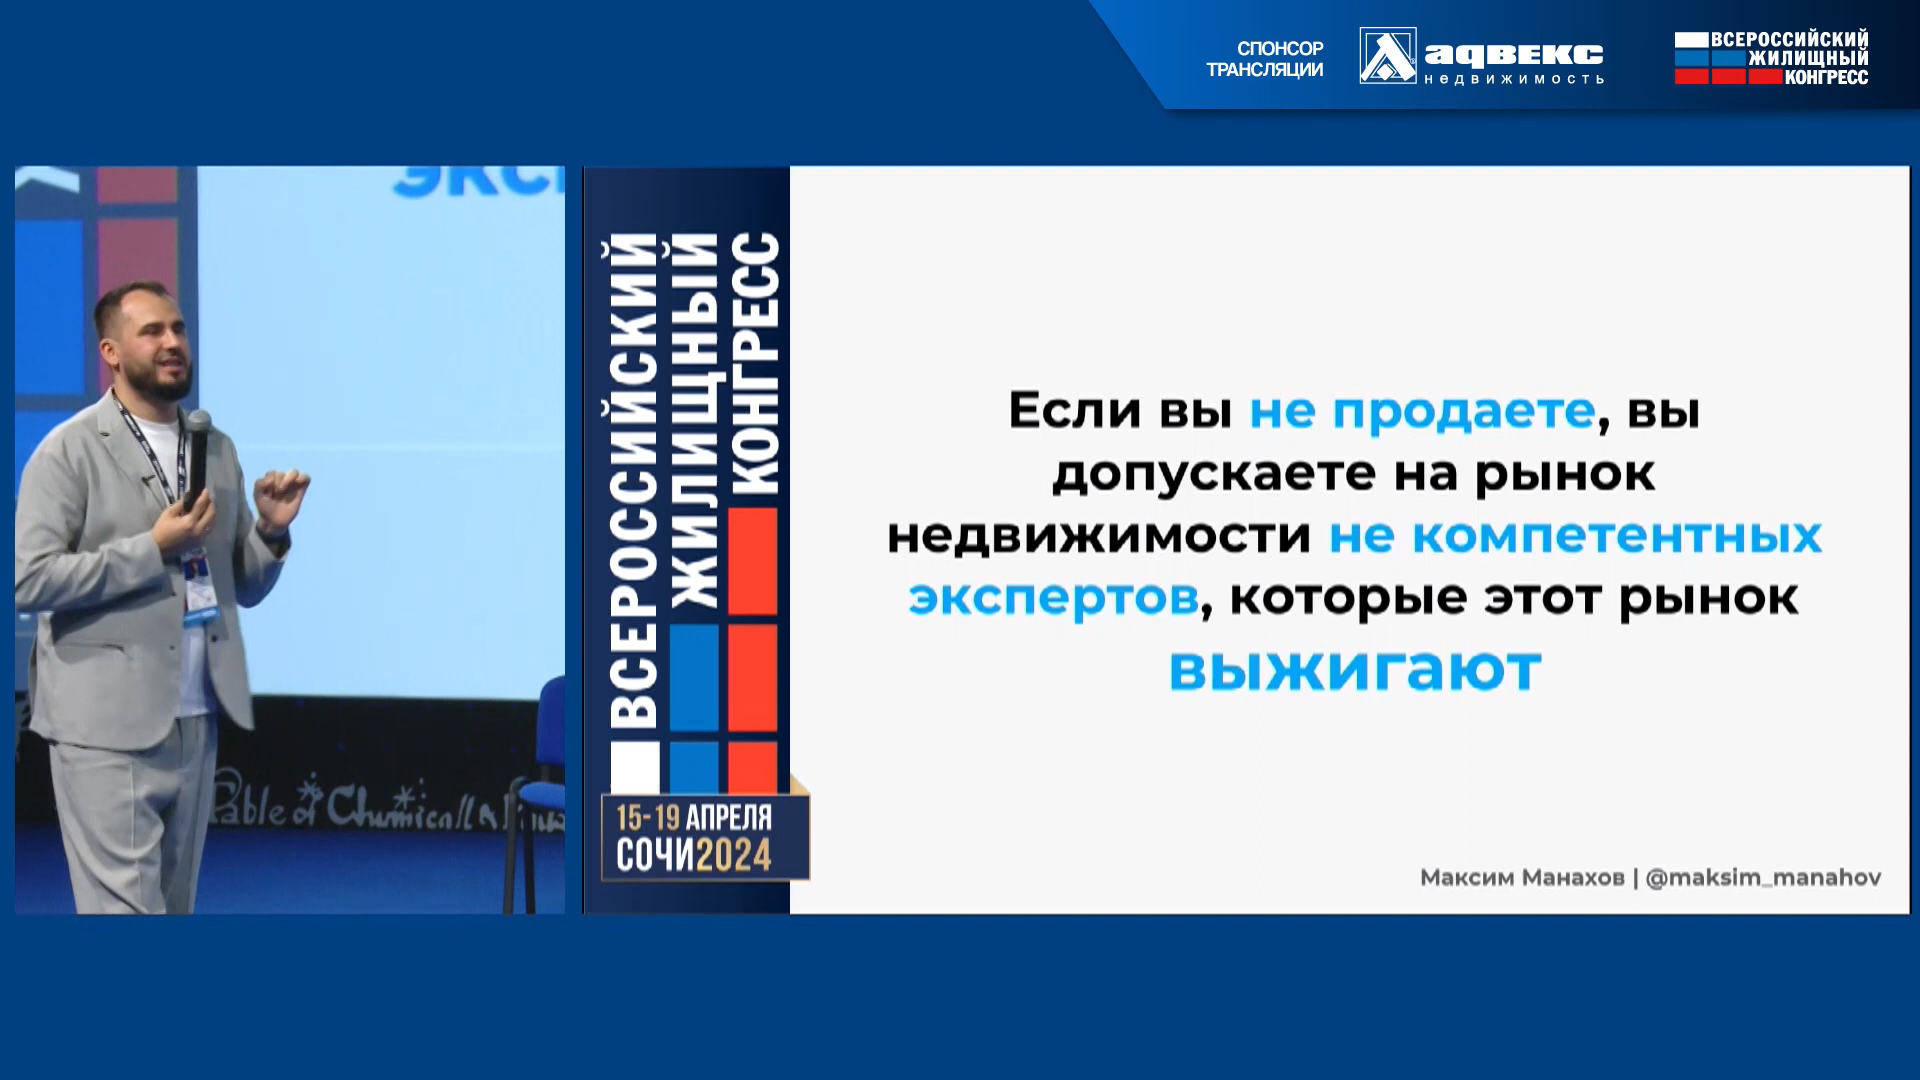 СПОНСОР
ТРАНСЛЯЦИИ
адвекс
недвижимость
ВСЕРОССИЙСКИЙ
ЖИЛИЩНЫЙ
КОНГРЕСС
ЭКС
ВСЕРОССИЙСКИЙ
ЖИЛИЩНЫЙ
КОНГРЕСС
15-19 АПРЕЛЯ
СОЧИ2024
Если вы не продаете, вы
допускаете на рынок
недвижимости не компетентных
экспертов, которые этот рынок
выжигают
Максим Манахов | @maksim_manahov